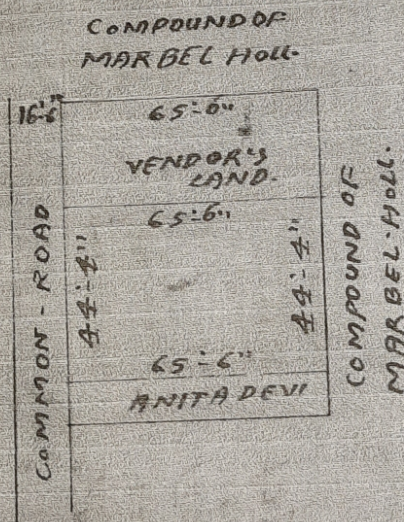 COMPOUND OF
MARBEL HOLL.
16'-6"
65'-6"
VENDOR'S
LAND.
65'-6"
COMMON - ROAD
44'-4"
44'-4"
COMPOUND OF
MARBEL-HOLL.
65'-6"
ANITA DEVI